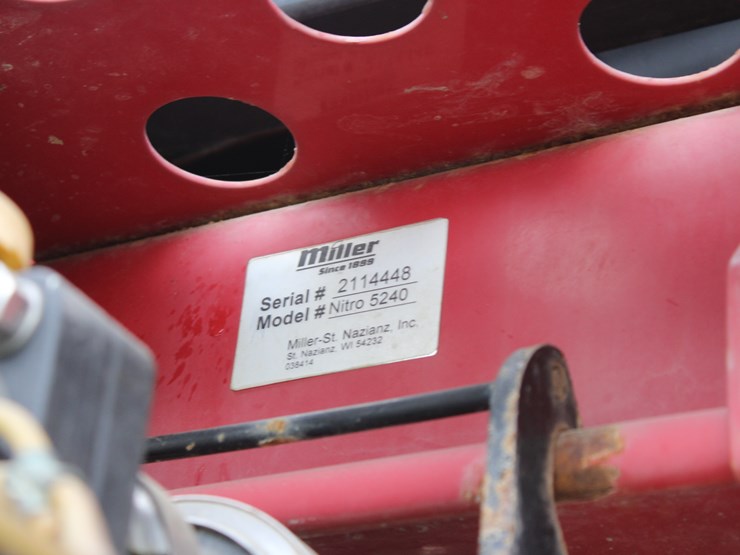 Miller
Since 1899
Serial # 2114448
Model # Nitro 5240
Miller-St. Nazianz, Inc.
St. Nazianz, WI 54232
038414